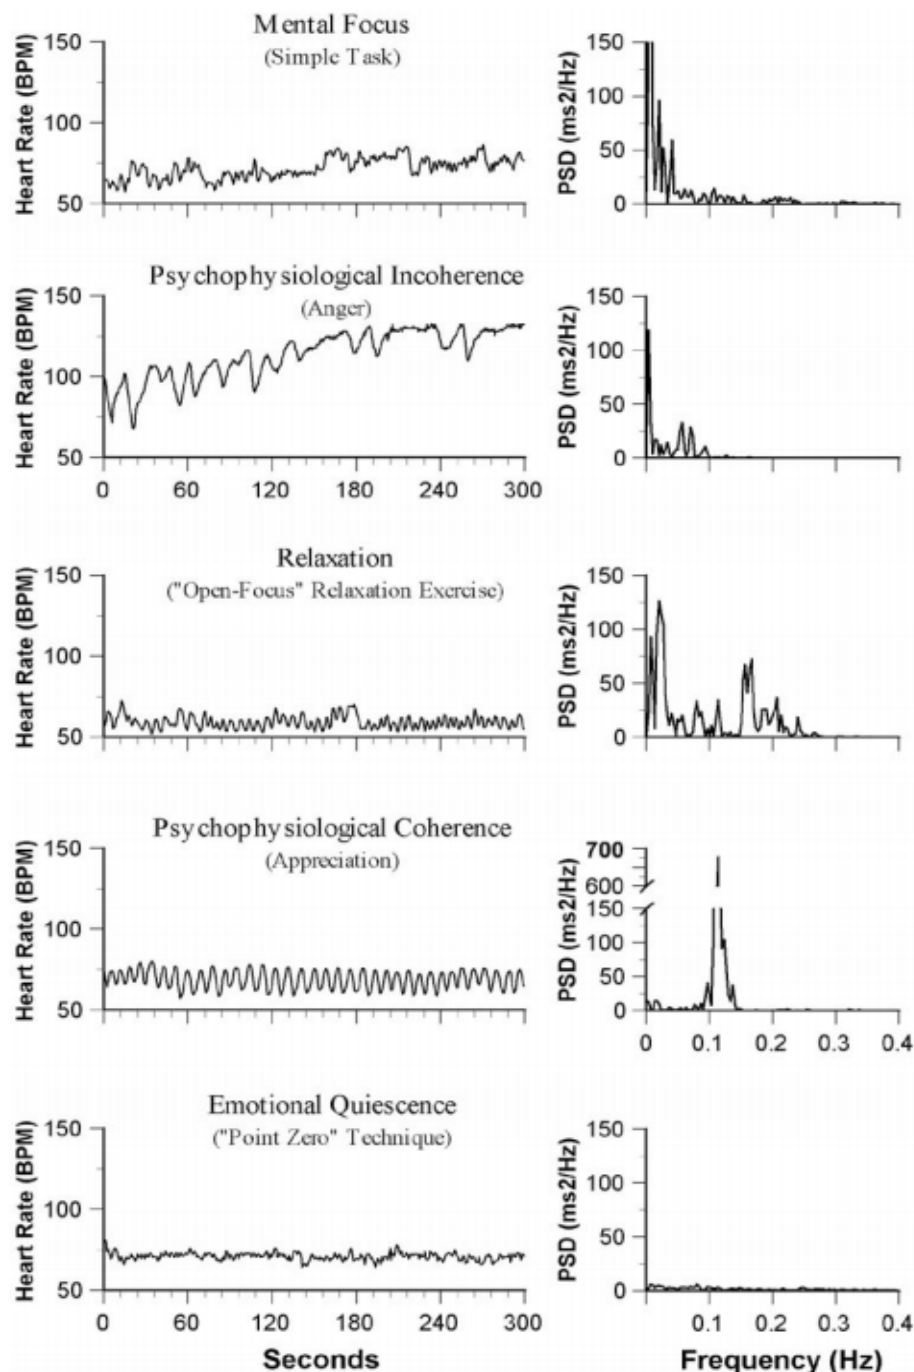 Mental Focus
(Simple Task)
Heart Rate (BPM)
150
100
50
PSD (ms2/Hz)
150
100
50
0
Psychophysiological Incoherence
(Anger)
Heart Rate (BPM)
150
100
50
0 60 120 180 240 300
PSD (ms2/Hz)
150
100
50
0
Relaxation
("Open-Focus" Relaxation Exercise)
Heart Rate (BPM)
150
100
50
PSD (ms2/Hz)
150
100
50
0
Psychophysiological Coherence
(Appreciation)
Heart Rate (BPM)
150
100
50
PSD (ms2/Hz)
700
600
150
100
50
0
0 0.1 0.2 0.3 0.4
Emotional Quiescence
("Point Zero" Technique)
Heart Rate (BPM)
150
100
50
0 60 120 180 240 300
Seconds
PSD (ms2/Hz)
150
100
50
0
0.1 0.2 0.3 0.4
Frequency (Hz)